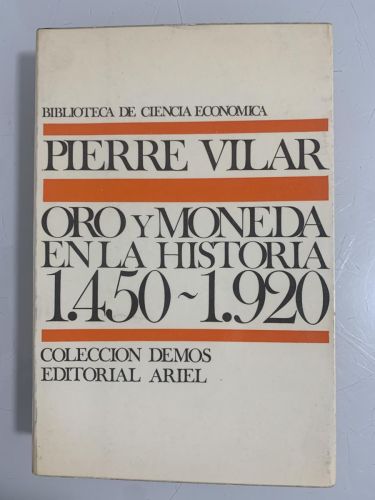 BIBLIOTECA DE CIENCIA ECONOMICA
PIERRE VILAR
ORO Y MONEDA
EN LA HISTORIA
1.450~1.920
COLECCION DEMOS
EDITORIAL ARIEL